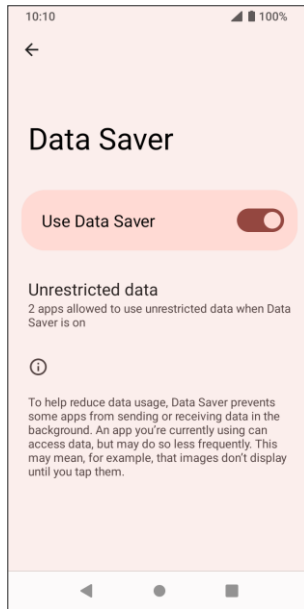 10:10 100%
Data Saver
Use Data Saver
Unrestricted data
2 apps allowed to use unrestricted data when Data
Saver is on
To help reduce data usage, Data Saver prevents
some apps from sending or receiving data in the
background. An app you’re currently using can
access data, but may do so less frequently. This
may mean, for example, that images don’t display
until you tap them.